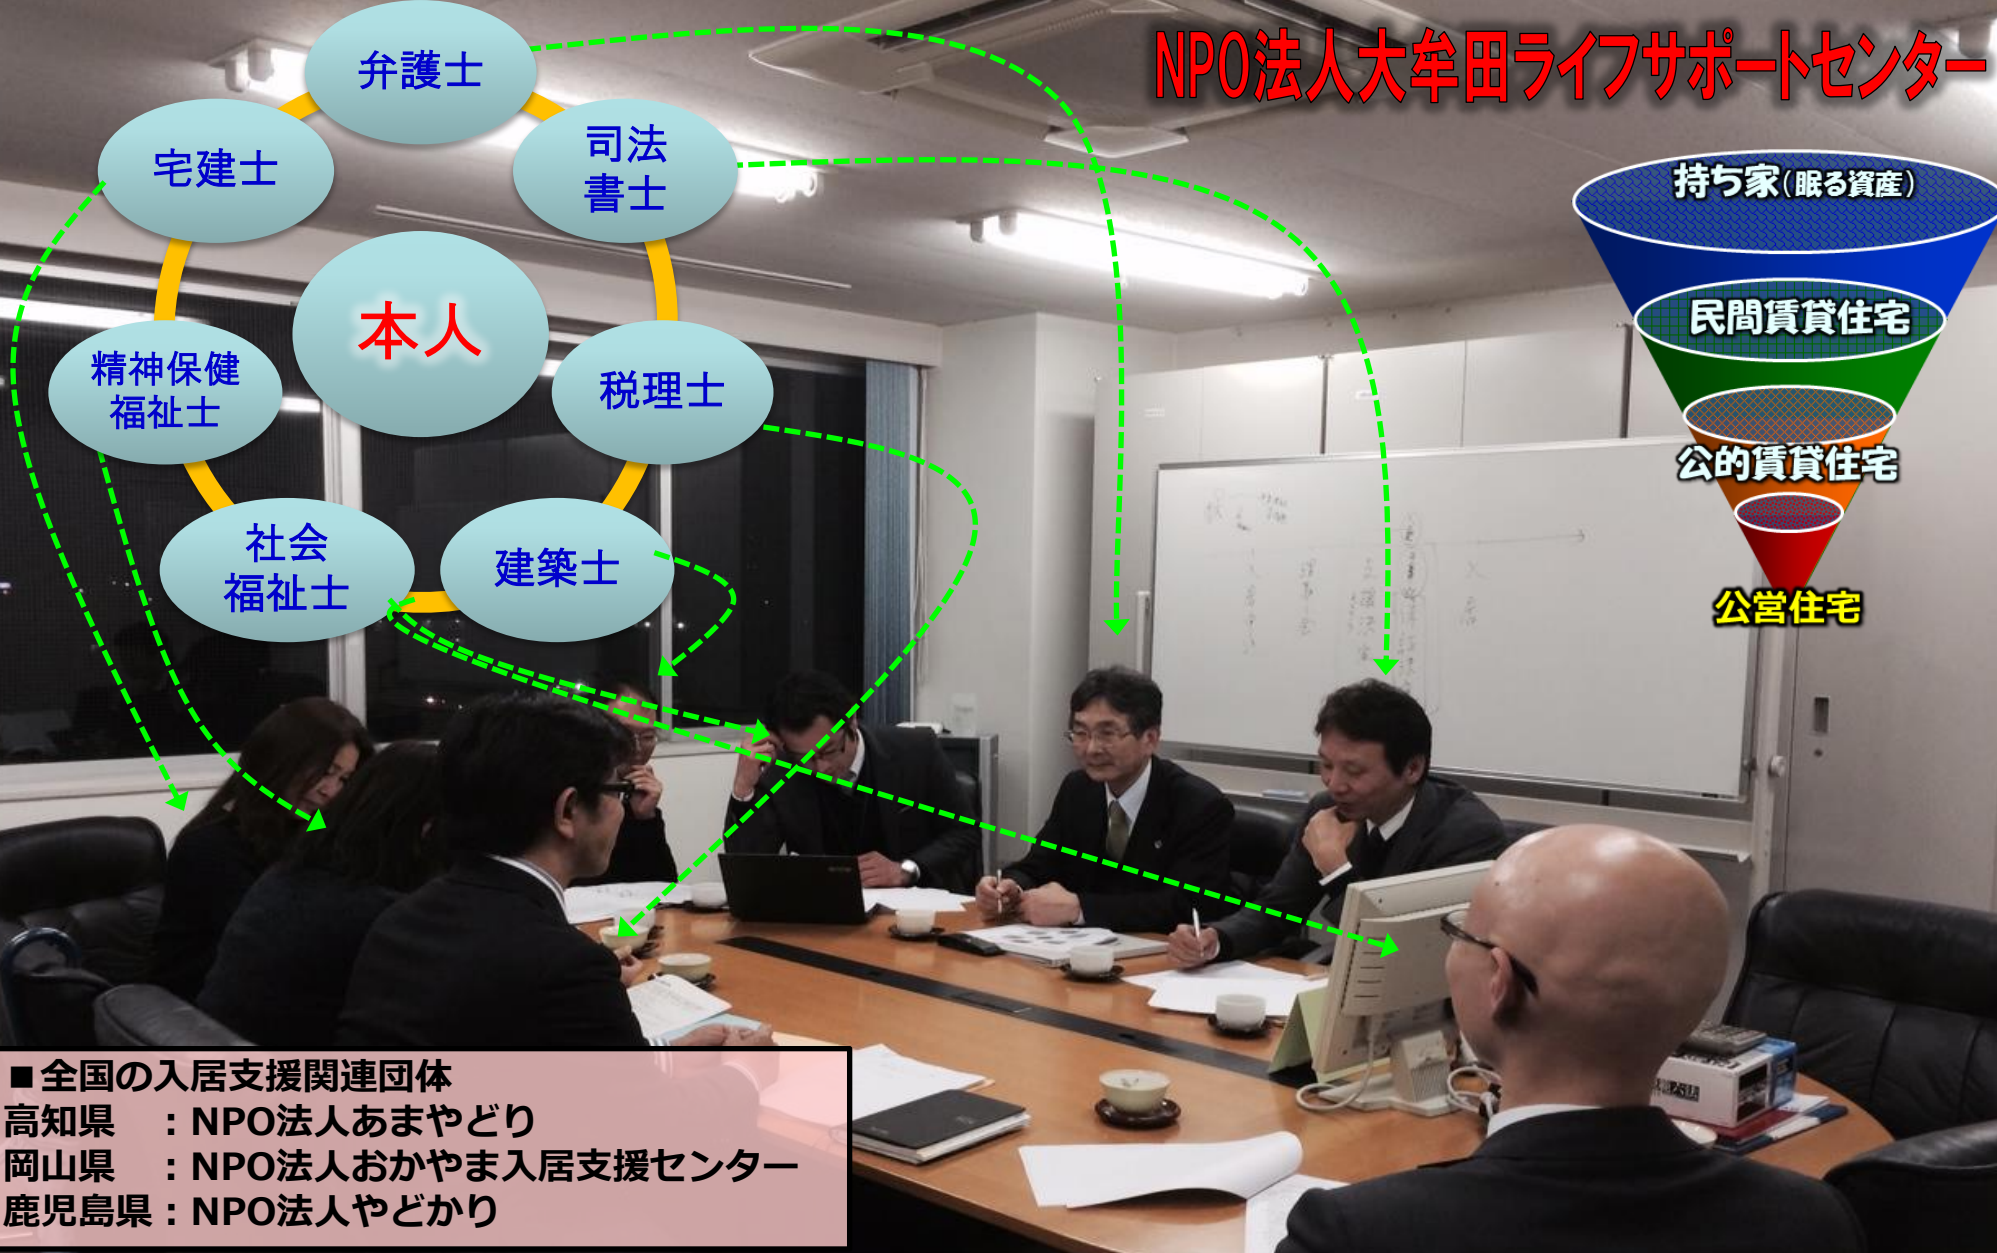 NPO法人大牟田ライフサポートセンター
弁護士
司法
書士
宅建士
本人
精神保健
福祉士
税理士
社会
福祉士
建築士
持ち家(眠る資産)
民間賃貸住宅
公的賃貸住宅
公営住宅
■全国の入居支援関連団体
高知県 :NPO法人あまやどり
岡山県 :NPO法人おかやま入居支援センター
鹿児島県:NPO法人やどかり